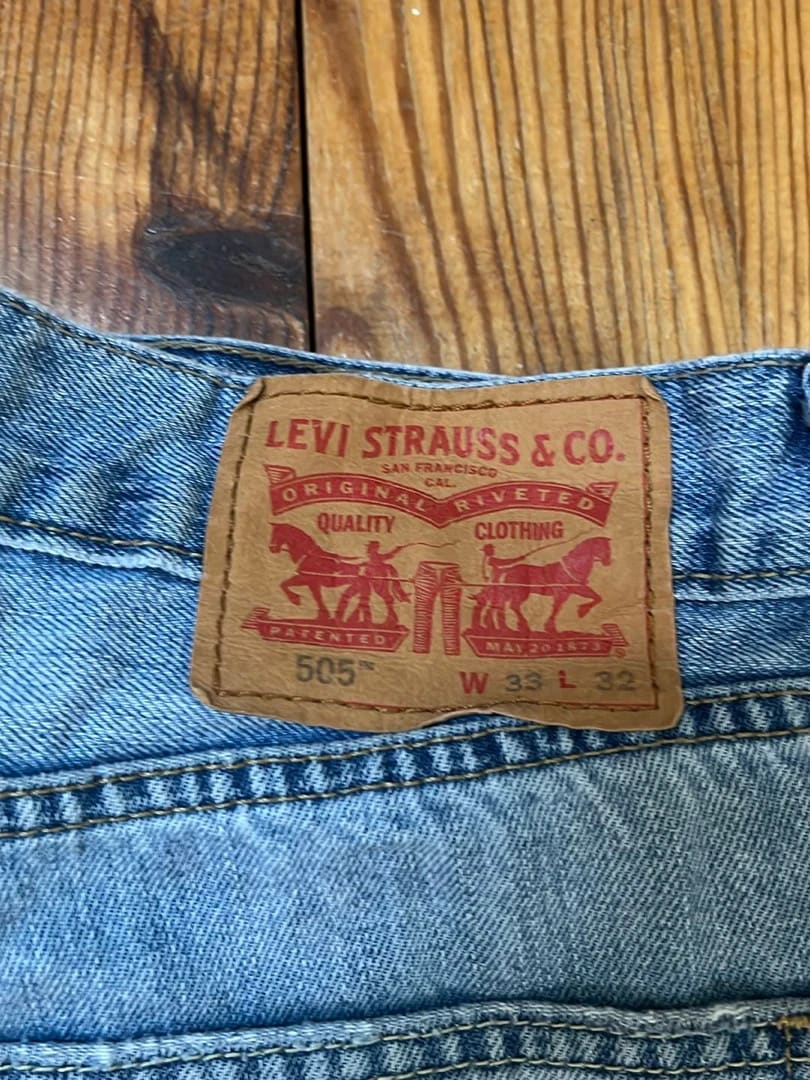 LEVI STRAUSS & CO.
SAN FRANCISCO
CAL.
ORIGINAL RIVETED
QUALITY CLOTHING
PATENTED MAY 20 1873 ®
505™ W 33 L 32